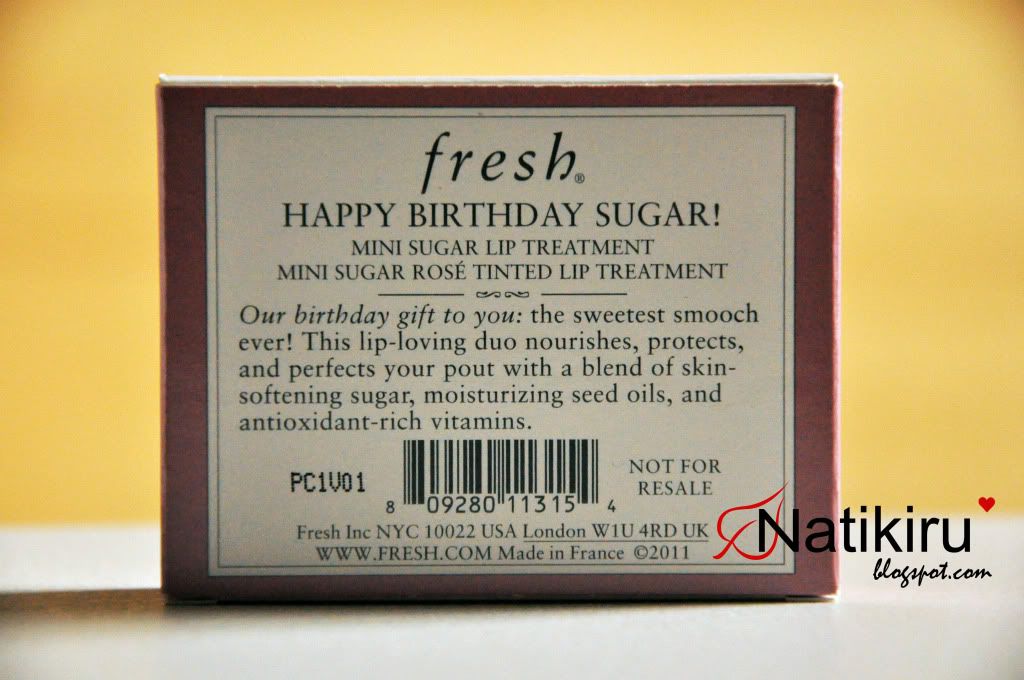 fresh®
HAPPY BIRTHDAY SUGAR!
MINI SUGAR LIP TREATMENT
MINI SUGAR ROSÉ TINTED LIP TREATMENT
Our birthday gift to you: the sweetest smooch
ever! This lip-loving duo nourishes, protects,
and perfects your pout with a blend of skin-
softening sugar, moisturizing seed oils, and
antioxidant-rich vitamins.
PC1V01
8 09280 11315 4
NOT FOR
RESALE
Fresh Inc NYC 10022 USA London W1U 4RD UK
WWW.FRESH.COM Made in France ©2011
Natikiru
blogspot.com